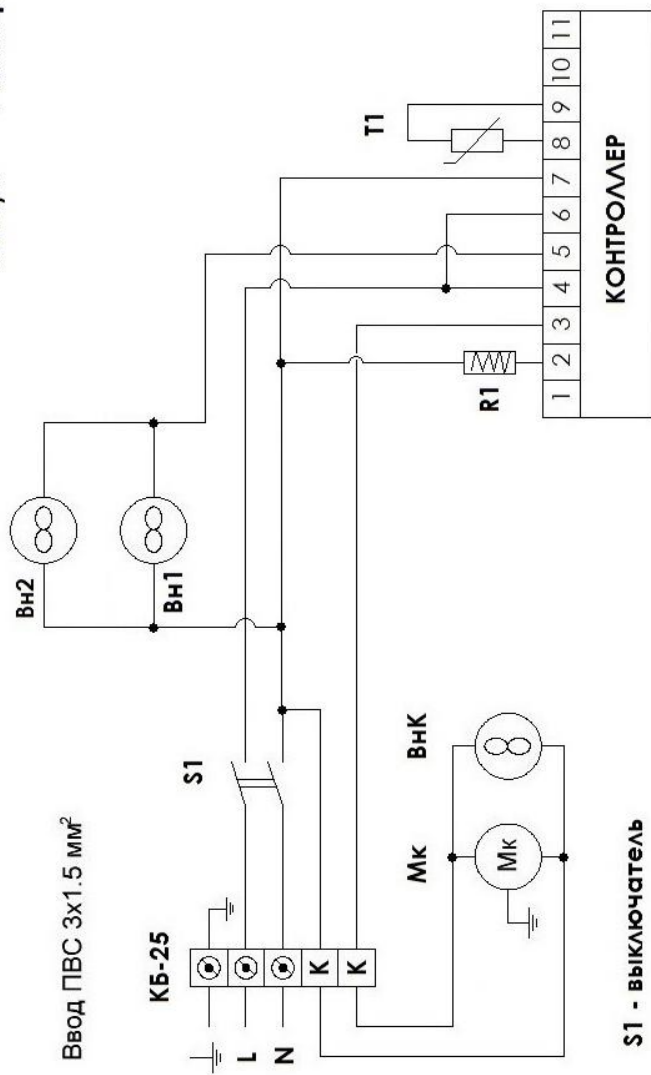 Ввод ПВС 3х1.5 мм²
Вн2
Вн1
S1
КБ-25
L
N
К
К
Мк
Мк
ВнК
T1
R1
1 2 3 4 5 6 7 8 9 10 11
КОНТРОЛЛЕР
S1 - выключатель